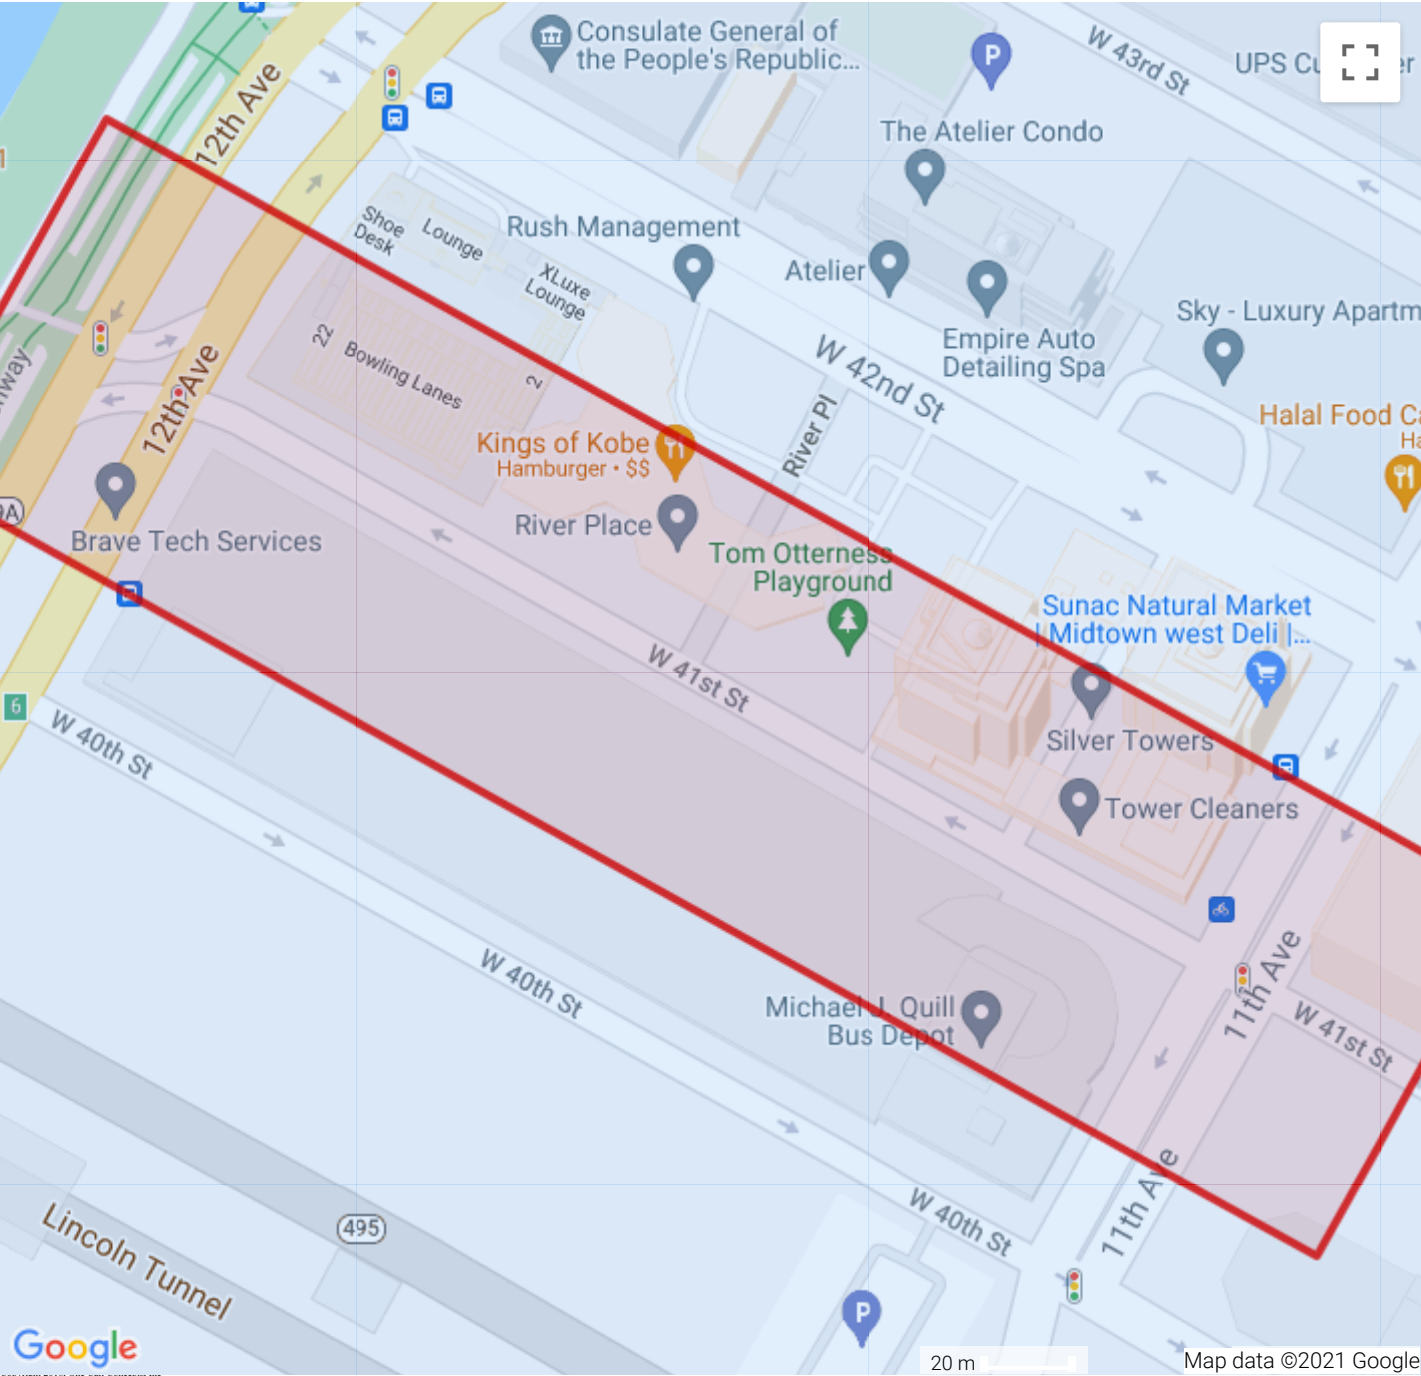 Consulate General of
the People's Republic...
P
W 43rd St
UPS Cu
er
12th Ave
The Atelier Condo
1
Shoe
Desk
Lounge
Rush Management
XLuxe
Lounge
Atelier
Empire Auto
Detailing Spa
Sky - Luxury Apartm
22
Bowling Lanes
2
W 42nd St
12th Ave
River Pl
Halal Food Ca
Ha
Kings of Kobe
Hamburger • $$
9A
Brave Tech Services
River Place
Tom Otterness
Playground
Sunac Natural Market
| Midtown west Deli |...
W 41st St
6
W 40th St
Silver Towers
Tower Cleaners
11th Ave
W 40th St
Michael J. Quill
Bus Depot
W 41st St
11th Ave
W 40th St
Lincoln Tunnel
495
P
Google
20 m
Map data ©2021 Google